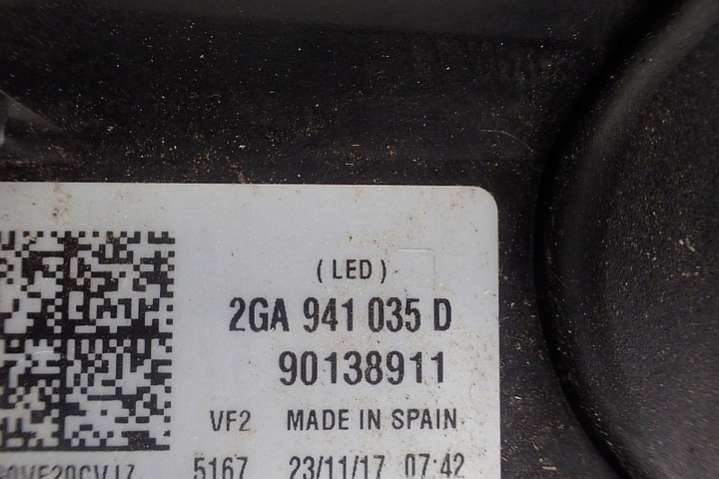 (LED)
2GA 941 035 D
90138911
VF2 MADE IN SPAIN
5167 23/11/17 07:42